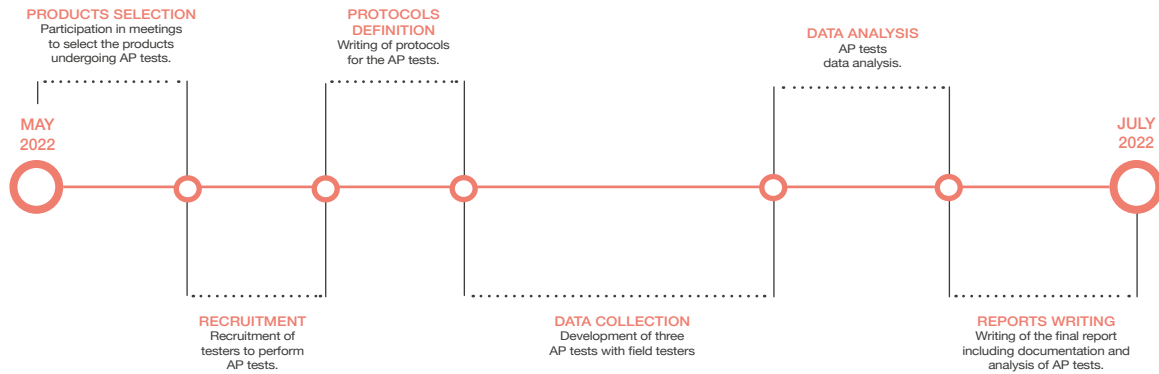 PRODUCTS SELECTION
Participation in meetings
to select the products
undergoing AP tests.
PROTOCOLS
DEFINITION
Writing of protocols
for the AP tests.
DATA ANALYSIS
AP tests
data analysis.
MAY
2022
JULY
2022
RECRUITMENT
Recruitment of
testers to perform
AP tests.
DATA COLLECTION
Development of three
AP tests with field testers
REPORTS WRITING
Writing of the final report
including documentation and
analysis of AP tests.